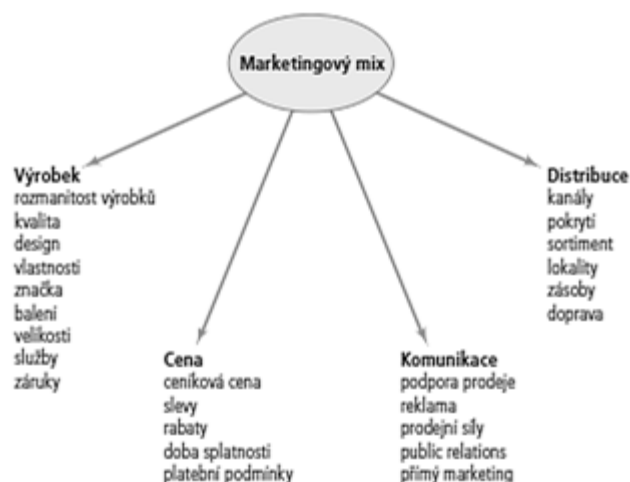 Marketingový mix
Výrobek
rozmanitost výrobků
kvalita
design
vlastnosti
značka
balení
velikosti
služby
záruky
Cena
ceníková cena
slevy
rabaty
doba splatnosti
platební podmínky
Komunikace
podpora prodeje
reklama
prodejní síly
public relations
přímý marketing
Distribuce
kanály
pokrytí
sortiment
lokality
zásoby
doprava